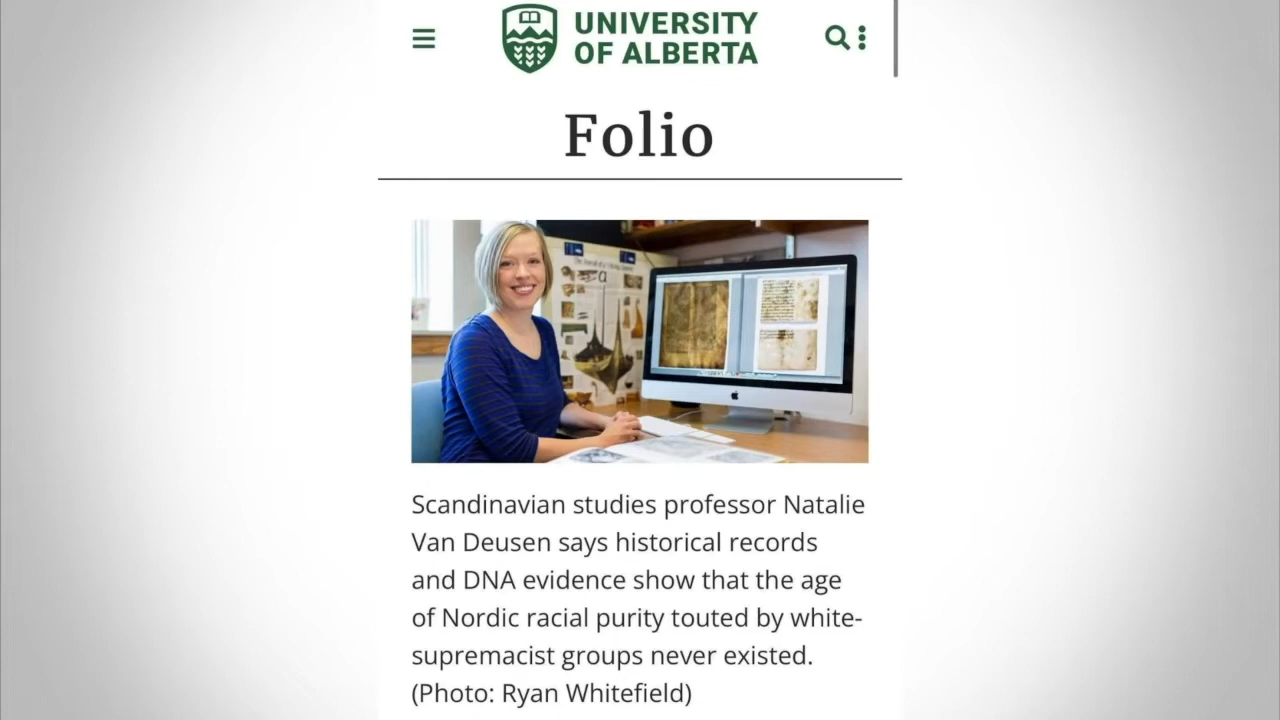 UNIVERSITY
OF ALBERTA
Folio
Scandinavian studies professor Natalie
Van Deusen says historical records
and DNA evidence show that the age
of Nordic racial purity touted by white-
supremacist groups never existed.
(Photo: Ryan Whitefield)